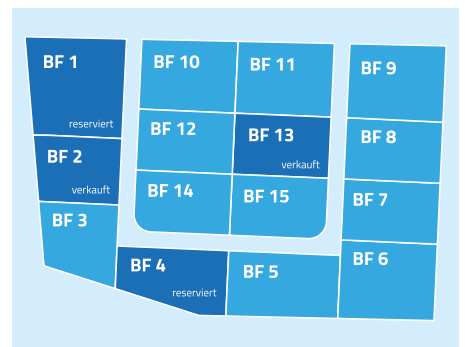 BF 1
reserviert
BF 2
verkauft
BF 3
BF 4
reserviert
BF 5
BF 6
BF 7
BF 8
BF 9
BF 10
BF 11
BF 12
BF 13
verkauft
BF 14
BF 15